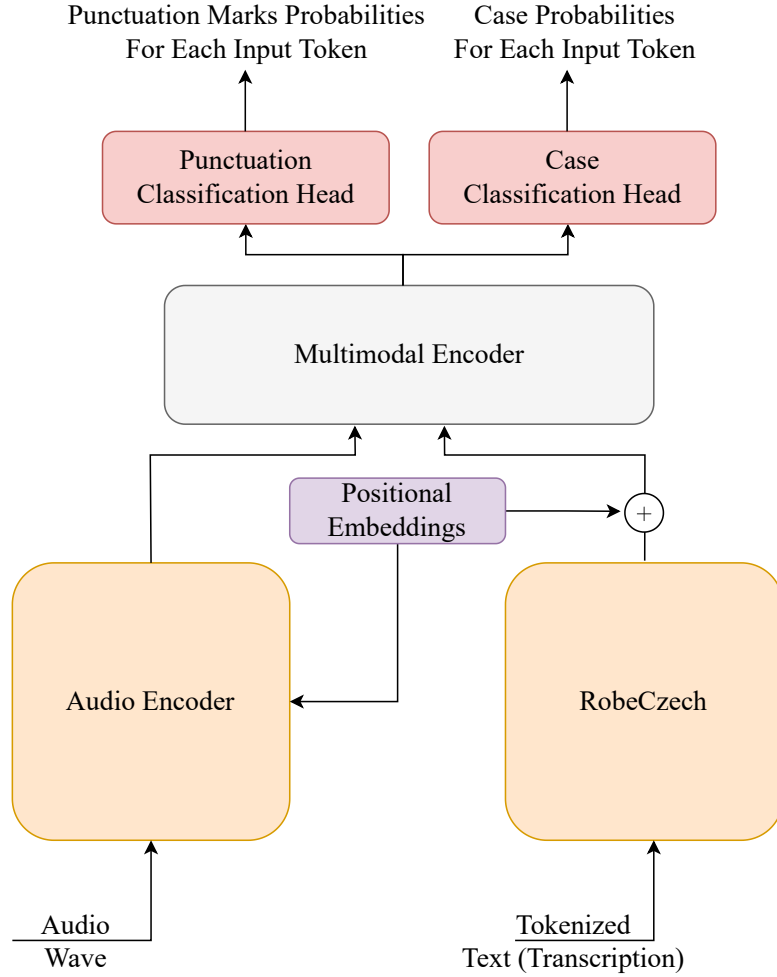 Punctuation Marks Probabilities
For Each Input Token
Case Probabilities
For Each Input Token
Punctuation
Classification Head
Case
Classification Head
Multimodal Encoder
Positional
Embeddings
+
Audio Encoder
RobeCzech
Audio
Wave
Tokenized
Text (Transcription)